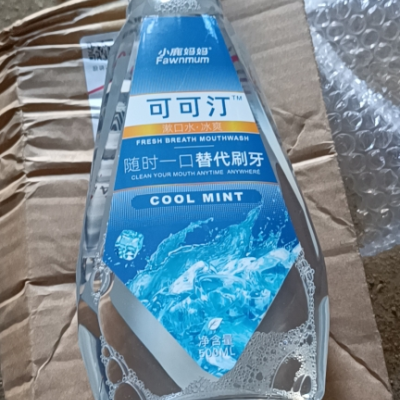 小鹿妈妈®
Fawnmum
可可汀™
漱口水·冰爽
FRESH BREATH MOUTHWASH
随时一口替代刷牙
CLEAN YOUR MOUTH ANYTIME ANYWHERE
COOL MINT
净含量
500ML